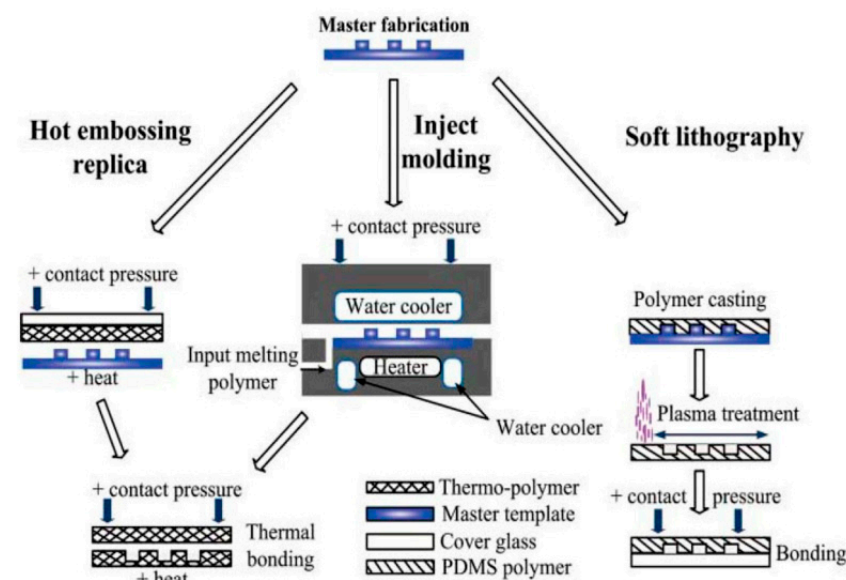 Master fabrication
Hot embossing
replica
Inject
molding
Soft lithography
+ contact pressure
+ heat
+ contact pressure
Water cooler
Input melting
polymer
Heater
Water cooler
Polymer casting
Plasma treatment
+ contact pressure
Bonding
+ contact pressure
Thermal
bonding
+ heat
Thermo-polymer
Master template
Cover glass
PDMS polymer